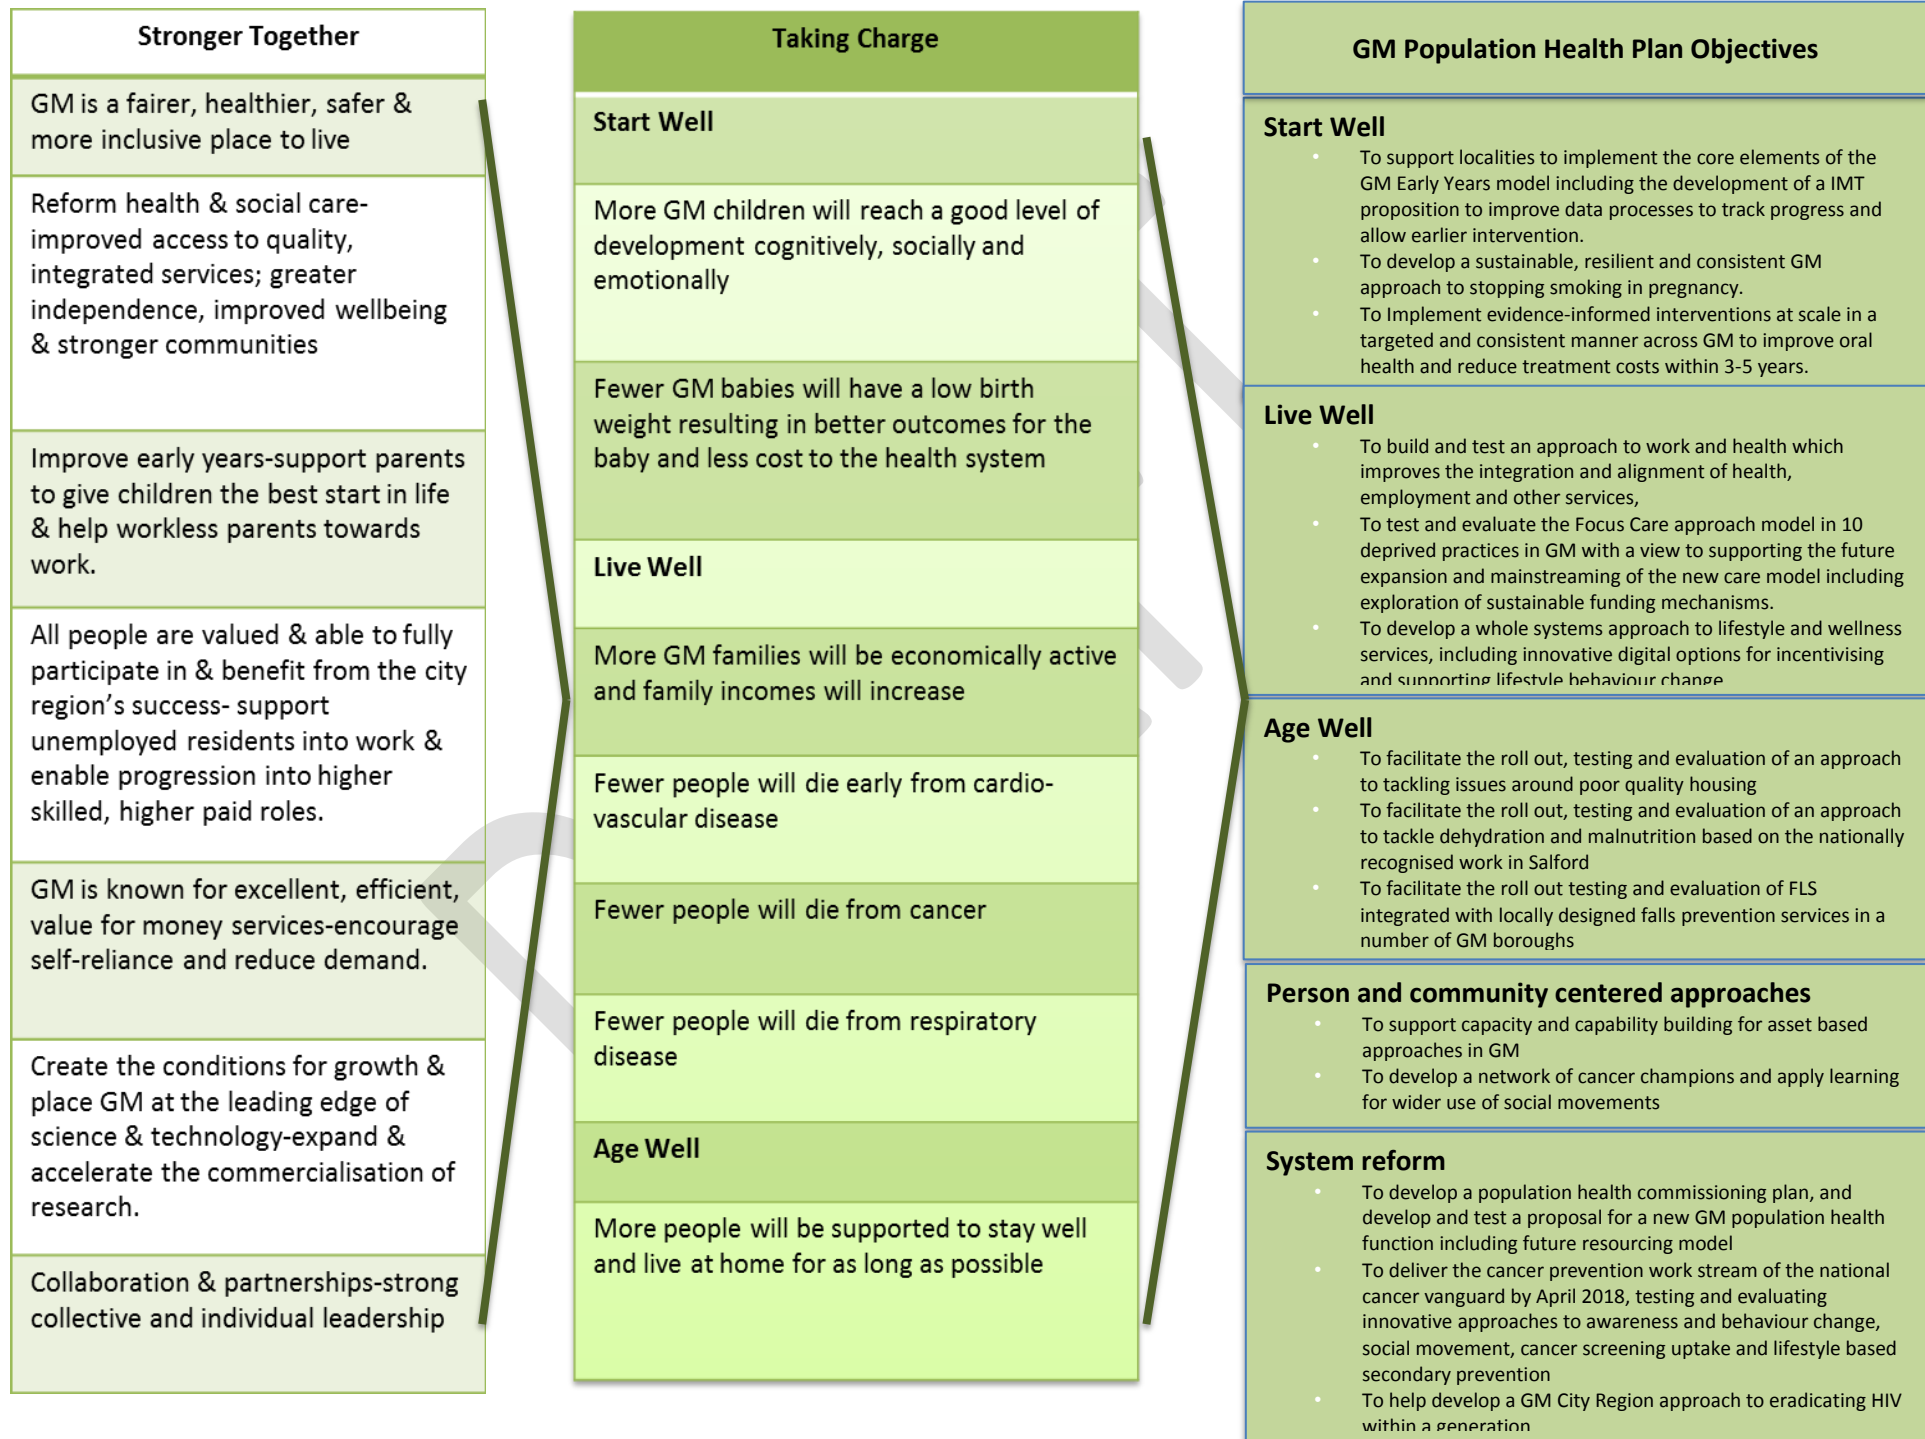 Stronger Together
GM is a fairer, healthier, safer &
more inclusive place to live
Reform health & social care-
improved access to quality,
integrated services; greater
independence, improved wellbeing
& stronger communities
Improve early years-support parents
to give children the best start in life
& help workless parents towards
work.
All people are valued & able to fully
participate in & benefit from the city
region's success- support
unemployed residents into work &
enable progression into higher
skilled, higher paid roles.
GM is known for excellent, efficient,
value for money services-encourage
self-reliance and reduce demand.
Create the conditions for growth &
place GM at the leading edge of
science & technology-expand &
accelerate the commercialisation of
research.
Collaboration & partnerships-strong
collective and individual leadership
Taking Charge
Start Well
More GM children will reach a good level of
development cognitively, socially and
emotionally
Fewer GM babies will have a low birth
weight resulting in better outcomes for the
baby and less cost to the health system
Live Well
More GM families will be economically active
and family incomes will increase
Fewer people will die early from cardio-
vascular disease
Fewer people will die from cancer
Fewer people will die from respiratory
disease
Age Well
More people will be supported to stay well
and live at home for as long as possible
GM Population Health Plan Objectives
Start Well
• To support localities to implement the core elements of the
GM Early Years model including the development of a IMT
proposition to improve data processes to track progress and
allow earlier intervention.
• To develop a sustainable, resilient and consistent GM
approach to stopping smoking in pregnancy.
• To Implement evidence-informed interventions at scale in a
targeted and consistent manner across GM to improve oral
health and reduce treatment costs within 3-5 years.
Live Well
• To build and test an approach to work and health which
improves the integration and alignment of health,
employment and other services,
• To test and evaluate the Focus Care approach model in 10
deprived practices in GM with a view to supporting the future
expansion and mainstreaming of the new care model including
exploration of sustainable funding mechanisms.
• To develop a whole systems approach to lifestyle and wellness
services, including innovative digital options for incentivising
and supporting lifestyle behaviour change
Age Well
• To facilitate the roll out, testing and evaluation of an approach
to tackling issues around poor quality housing
• To facilitate the roll out, testing and evaluation of an approach
to tackle dehydration and malnutrition based on the nationally
recognised work in Salford
• To facilitate the roll out testing and evaluation of FLS
integrated with locally designed falls prevention services in a
number of GM boroughs
Person and community centered approaches
• To support capacity and capability building for asset based
approaches in GM
• To develop a network of cancer champions and apply learning
for wider use of social movements
System reform
• To develop a population health commissioning plan, and
develop and test a proposal for a new GM population health
function including future resourcing model
• To deliver the cancer prevention work stream of the national
cancer vanguard by April 2018, testing and evaluating
innovative approaches to awareness and behaviour change,
social movement, cancer screening uptake and lifestyle based
secondary prevention
• To help develop a GM City Region approach to eradicating HIV
within a generation